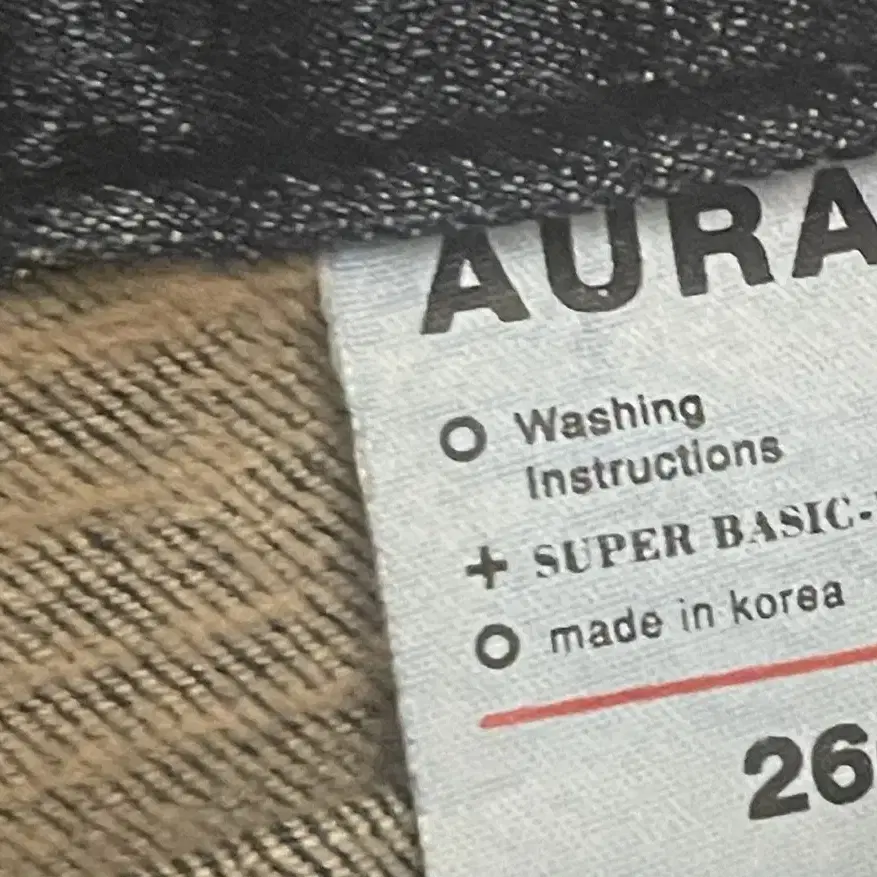 AURA
Washing
Instructions
+ SUPER BASIC-
made in korea
26